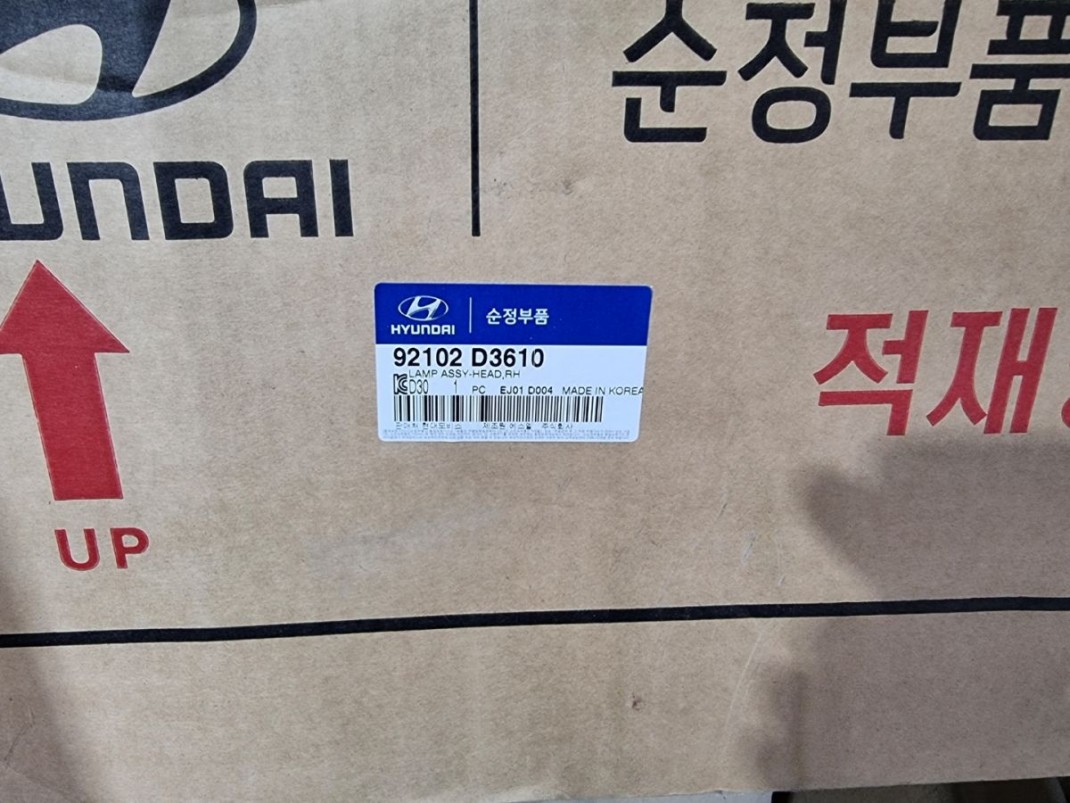 순정부품
UNDAI
HYUNDAI 순정부품
92102 D3610
LAMP ASSY-HEAD,RH
D30 1 PC EJ01 D004 MADE IN KOREA
적재
UP